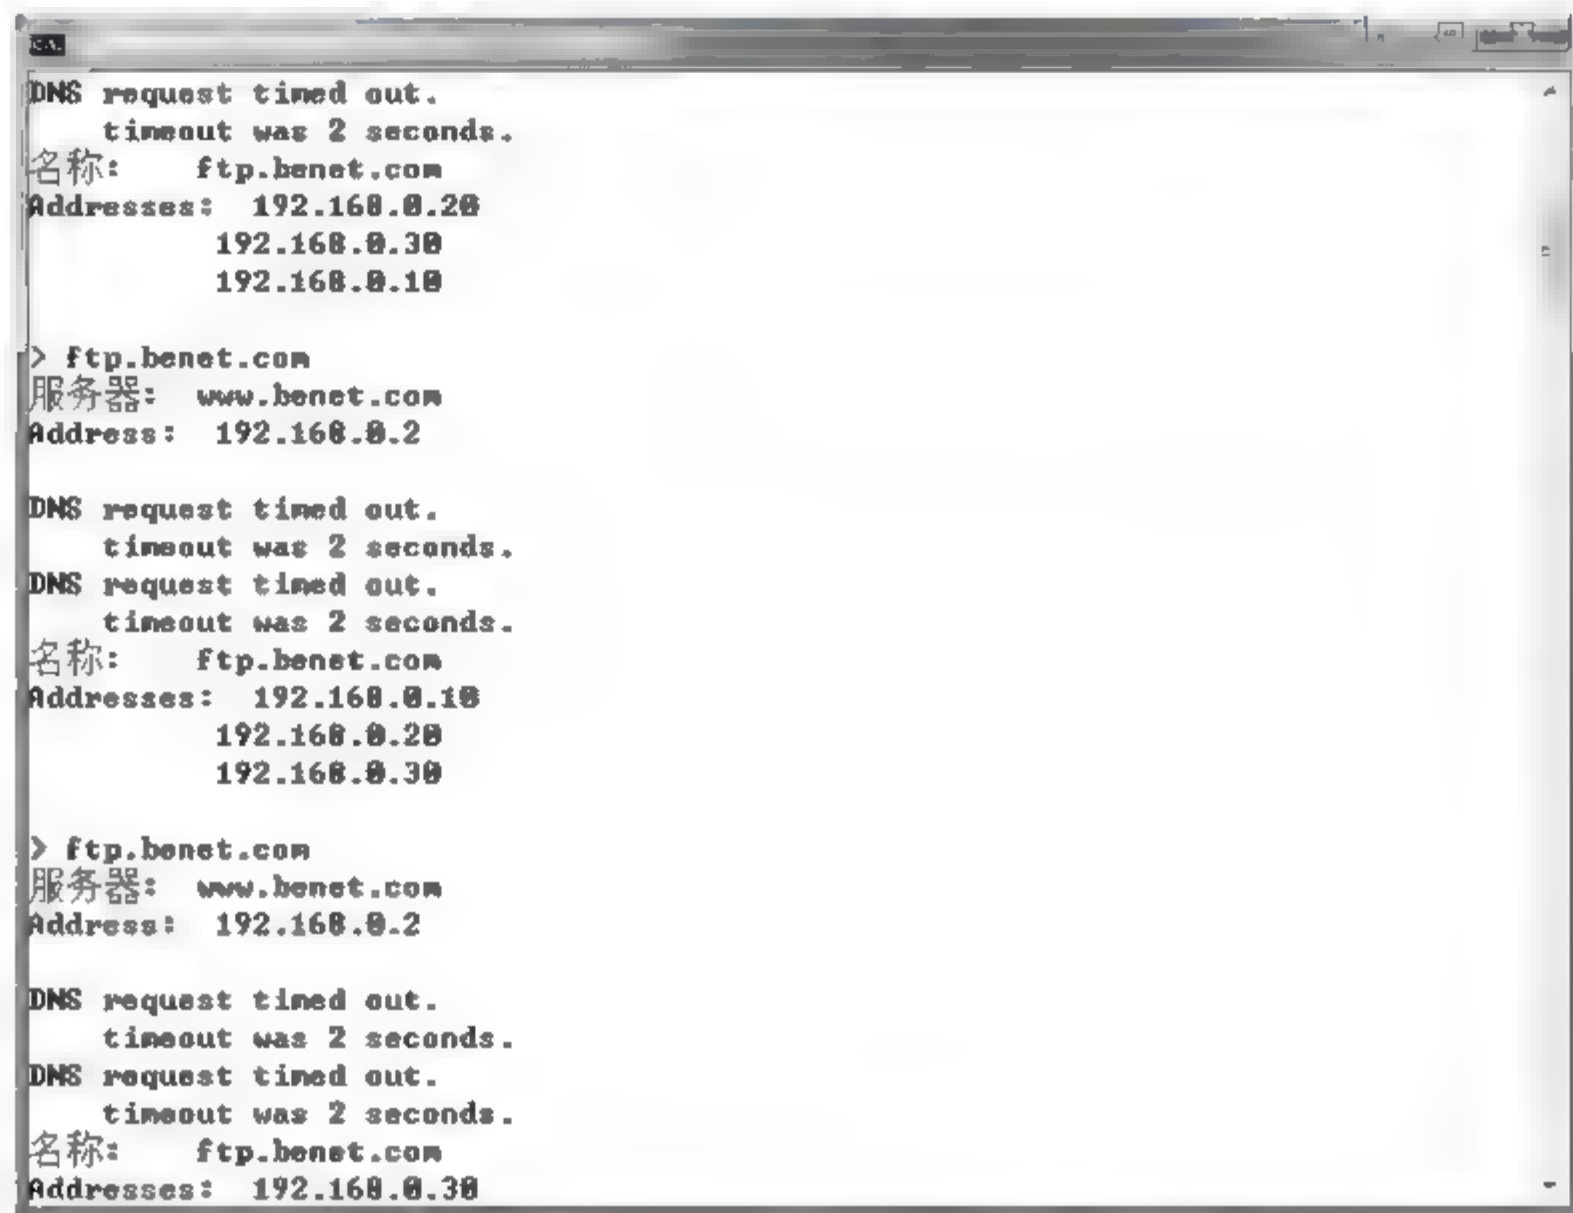 DNS request timed out.
timeout was 2 seconds.
名称: ftp.benet.com
Addresses: 192.168.0.20
192.168.0.30
192.168.0.10
> ftp.benet.com
服务器: www.benet.com
Address: 192.168.0.2
DNS request timed out.
timeout was 2 seconds.
DNS request timed out.
timeout was 2 seconds.
名称: ftp.benet.com
Addresses: 192.168.0.10
192.168.0.20
192.168.0.30
> ftp.benet.com
服务器: www.benet.com
Address: 192.168.0.2
DNS request timed out.
timeout was 2 seconds.
DNS request timed out.
timeout was 2 seconds.
名称: ftp.benet.com
Addresses: 192.168.0.30